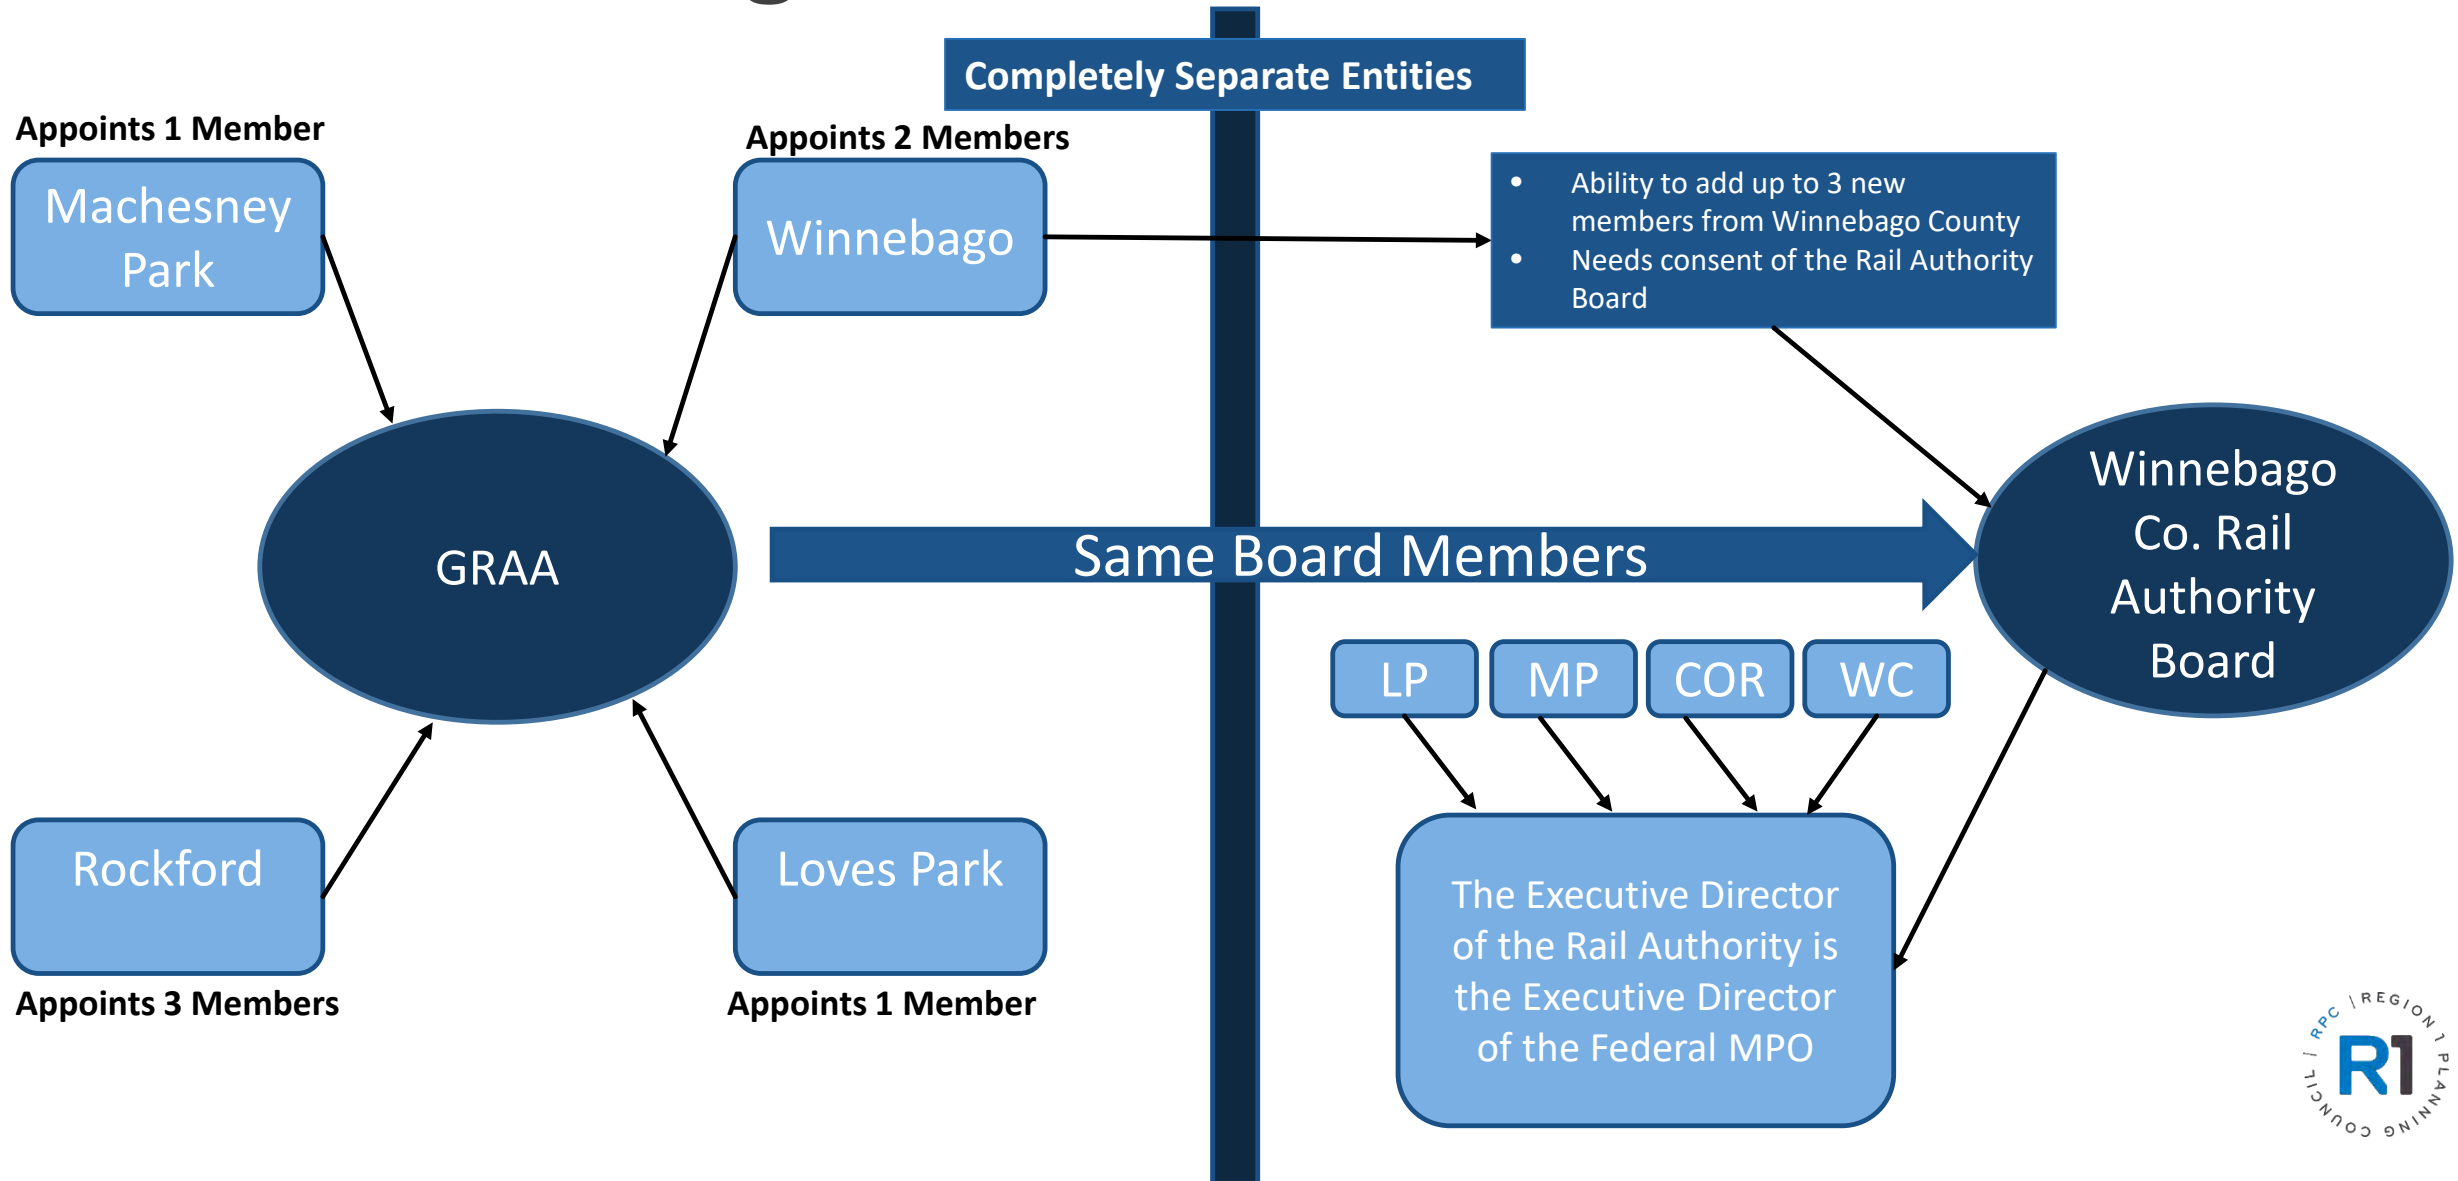 Completely Separate Entities
Appoints 1 Member
Machesney
Park
Appoints 2 Members
Winnebago
• Ability to add up to 3 new
members from Winnebago County
• Needs consent of the Rail Authority
Board
GRAA
Same Board Members
Winnebago
Co. Rail
Authority
Board
LP
MP
COR
WC
Rockford
Appoints 3 Members
Loves Park
Appoints 1 Member
The Executive Director
of the Rail Authority is
the Executive Director
of the Federal MPO
RPC | REGION 1 PLANNING COUNCIL |
R1